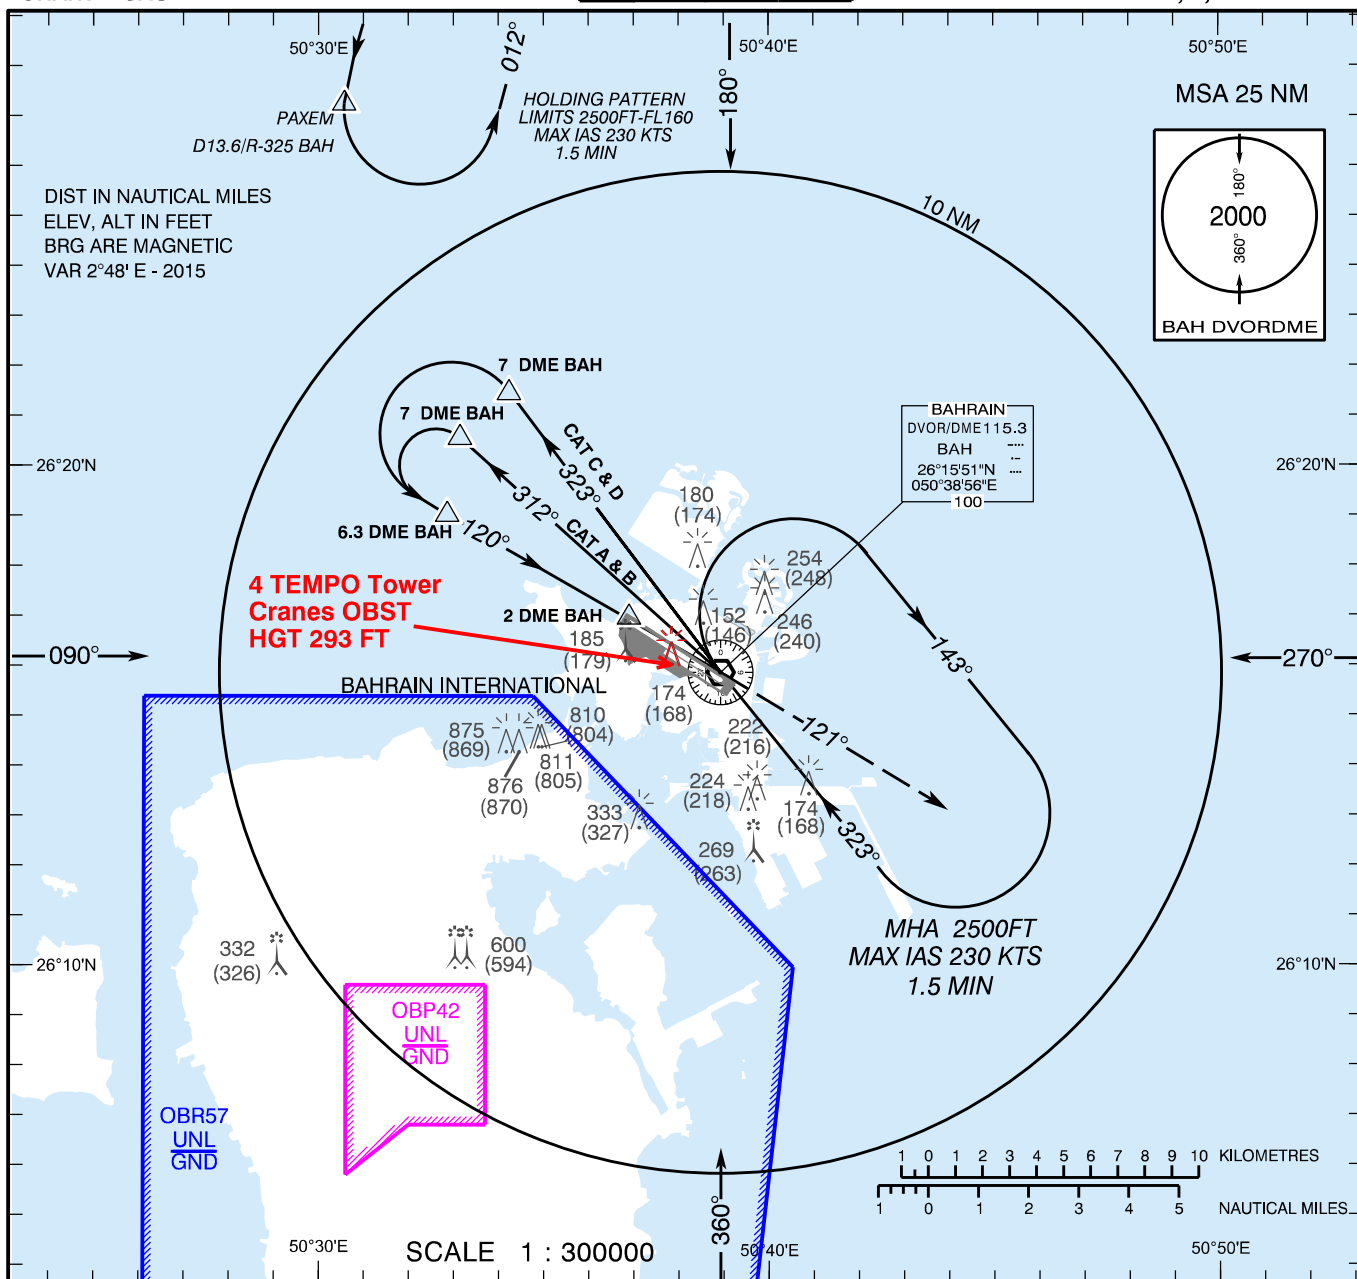 50°30'E
50°40'E
50°50'E
012°
180°
PAXEM
D13.6/R-325 BAH
HOLDING PATTERN
LIMITS 2500FT-FL160
MAX IAS 230 KTS
1.5 MIN
MSA 25 NM
180°
2000
360°
BAH DVORDME
DIST IN NAUTICAL MILES
ELEV, ALT IN FEET
BRG ARE MAGNETIC
VAR 2°48' E - 2015
10 NM
7 DME BAH
7 DME BAH
6.3 DME BAH
2 DME BAH
CAT C & D
323°
312°
CAT A & B
120°
BAHRAIN
DVOR/DME 115.3
BAH
26°15'51"N
050°38'56"E
100
26°20'N
26°20'N
180
(174)
254
(248)
152
(146)
246
(240)
4 TEMPO Tower
Cranes OBST
HGT 293 FT
185
(179)
174
(168)
090°
270°
143°
BAHRAIN INTERNATIONAL
875
(869)
810
(804)
811
(805)
876
(870)
222
(216)
121°
224
(218)
174
(168)
333
(327)
323°
269
(263)
MHA 2500FT
MAX IAS 230 KTS
1.5 MIN
332
(326)
600
(594)
26°10'N
26°10'N
OBP42
UNL
GND
OBR57
UNL
GND
1 0 1 2 3 4 5 6 7 8 9 10 KILOMETRES
1 0 1 2 3 4 5 NAUTICAL MILES
360°
50°30'E
SCALE 1 : 300000
50°40'E
50°50'E